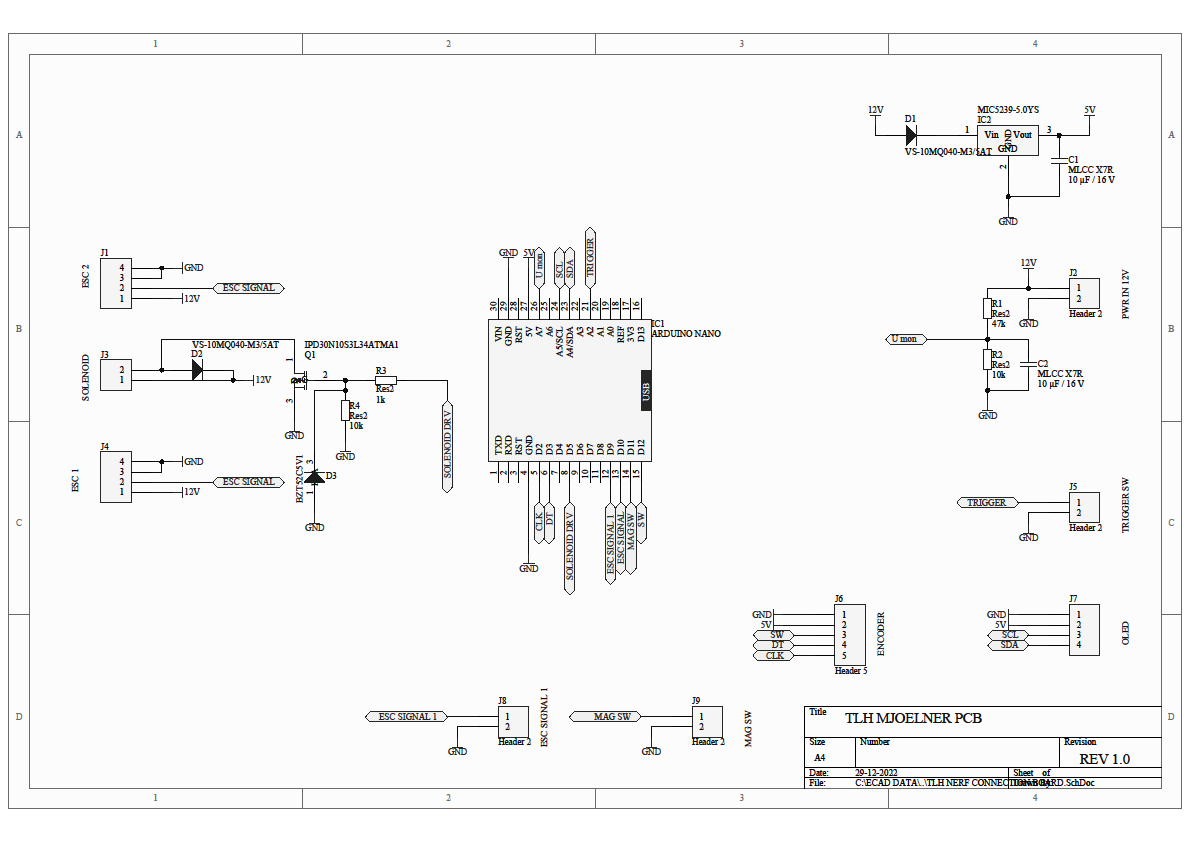 1 2 3 4
A A
B B
C C
D D
12V
D1
VS-10MQ040-M3/5AT
MIC5239-5.0YS
IC2
1 Vin Vout 3
GND
GND
2
5V
C1
MLCC X7R
10 µF / 16 V
GND
J1
ESC 2
4 GND
3
2 ESC SIGNAL
1 12V
J3
SOLENOID
2
1
VS-10MQ040-M3/5AT
D2
12V
IPD30N10S3L34ATMA1
Q1
1
2
3
GND
R3
Res2
1k
R4
Res2
10k
GND
SOLENOID DRV
BZT52C5V1
3
D3
1
GND
J4
ESC 1
4 GND
3
2 ESC SIGNAL
1 12V
GND 5V
U mon
SCL
SDA
TRIGGER
30 29 28 27 26 25 24 23 22 21 20 19 18 17 16
VIN GND RST 5V A7 A6 A5/SCL A4/SDA A3 A2 A1 A0 REF 3V3 D13
IC1
ARDUINO NANO
USB
TXD RXD RST GND D2 D3 D4 D5 D6 D7 D8 D9 D10 D11 D12
1 2 3 4 5 6 7 8 9 10 11 12 13 14 15
GND
CLK
DT
SOLENOID DRV
ESC SIGNAL 1
ESC SIGNAL
MAG SW
SW
12V
J2
1
2
Header 2
PWR IN 12V
GND
R1
Res2
47k
U mon
R2
Res2
10k
C2
MLCC X7R
10 µF / 16 V
GND
J5
TRIGGER 1
2
Header 2
TRIGGER SW
GND
J6
GND 1
5V 2
SW 3
DT 4
CLK 5
Header 5
ENCODER
J7
GND 1
5V 2
SCL 3
SDA 4
OLED
J8
ESC SIGNAL 1 1
2
Header 2
GND
ESC SIGNAL 1
J9
MAG SW 1
2
Header 2
GND
MAG SW
Title TLH MJOELNER PCB
Size Number Revision
A4 REV 1.0
Date: 29-12-2022 Sheet of
File: C:\ECAD DATA\..\TLH NERF CONNECTION BOARD.SchDoc
1 2 3 4